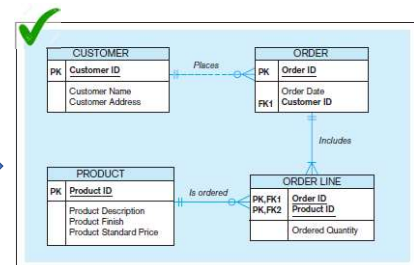 CUSTOMER
PK Customer ID
Customer Name
Customer Address
Places
ORDER
PK Order ID
Order Date
FK1 Customer ID
Includes
PRODUCT
PK Product ID
Product Description
Product Finish
Product Standard Price
Is ordered
ORDER LINE
PK,FK1 Order ID
PK,FK2 Product ID
Ordered Quantity